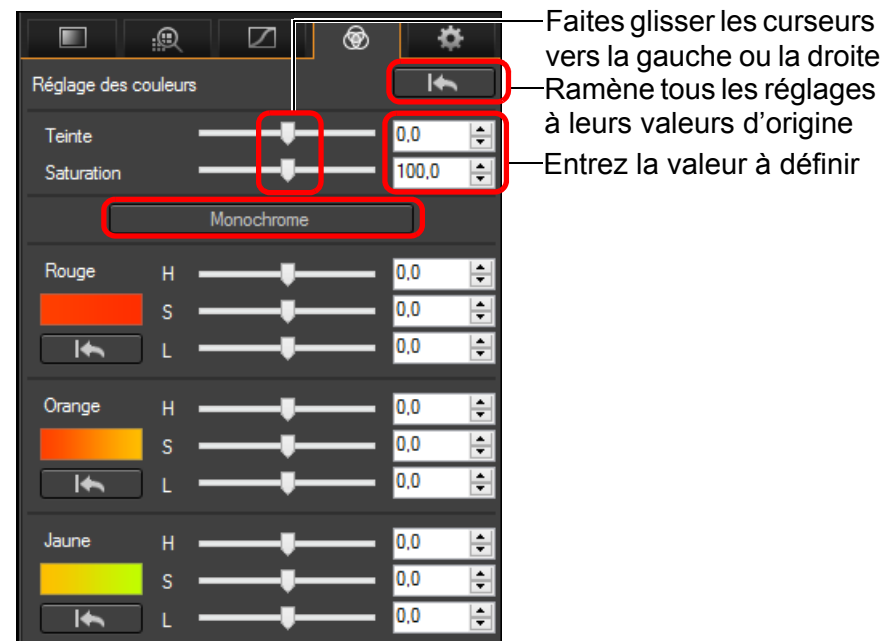 Faites glisser les curseurs
vers la gauche ou la droite
Ramène tous les réglages
à leurs valeurs d'origine
Entrez la valeur à définir
Réglage des couleurs
Teinte 0,0
Saturation 100,0
Monochrome
Rouge H 0,0
S 0,0
L 0,0
Orange H 0,0
S 0,0
L 0,0
Jaune H 0,0
S 0,0
L 0,0